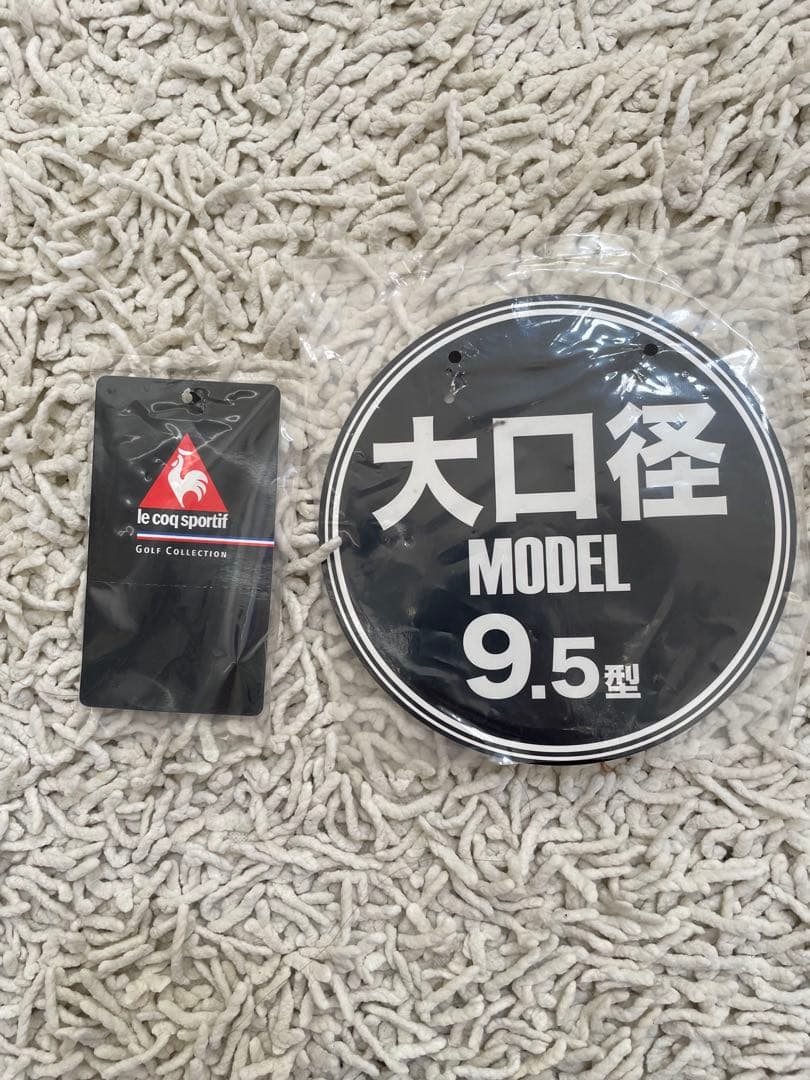 le coq sportif
GOLF COLLECTION
大口径
MODEL
9.5型